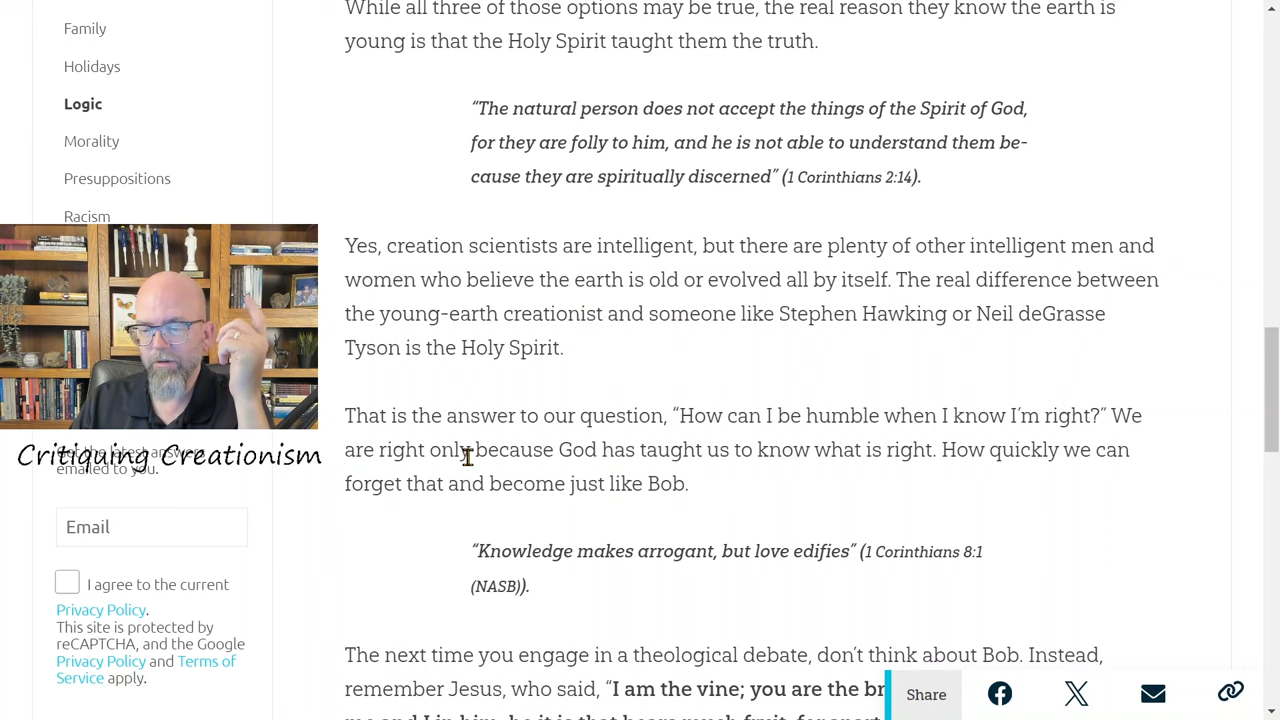 Family
Holidays
Logic
Morality
Presuppositions
Racism
Critiquing Creationism
emailed to you.
Email
I agree to the current
Privacy Policy.
This site is protected by
reCAPTCHA, and the Google
Privacy Policy and Terms of
Service apply.
While all three of those options may be true, the real reason they know the earth is
young is that the Holy Spirit taught them the truth.
“The natural person does not accept the things of the Spirit of God,
for they are folly to him, and he is not able to understand them be-
cause they are spiritually discerned” (1 Corinthians 2:14).
Yes, creation scientists are intelligent, but there are plenty of other intelligent men and
women who believe the earth is old or evolved all by itself. The real difference between
the young-earth creationist and someone like Stephen Hawking or Neil deGrasse
Tyson is the Holy Spirit.
That is the answer to our question, “How can I be humble when I know I’m right?” We
are right only because God has taught us to know what is right. How quickly we can
forget that and become just like Bob.
“Knowledge makes arrogant, but love edifies” (1 Corinthians 8:1
(NASB)).
The next time you engage in a theological debate, don’t think about Bob. Instead,
remember Jesus, who said, “I am the vine; you are the br
Share